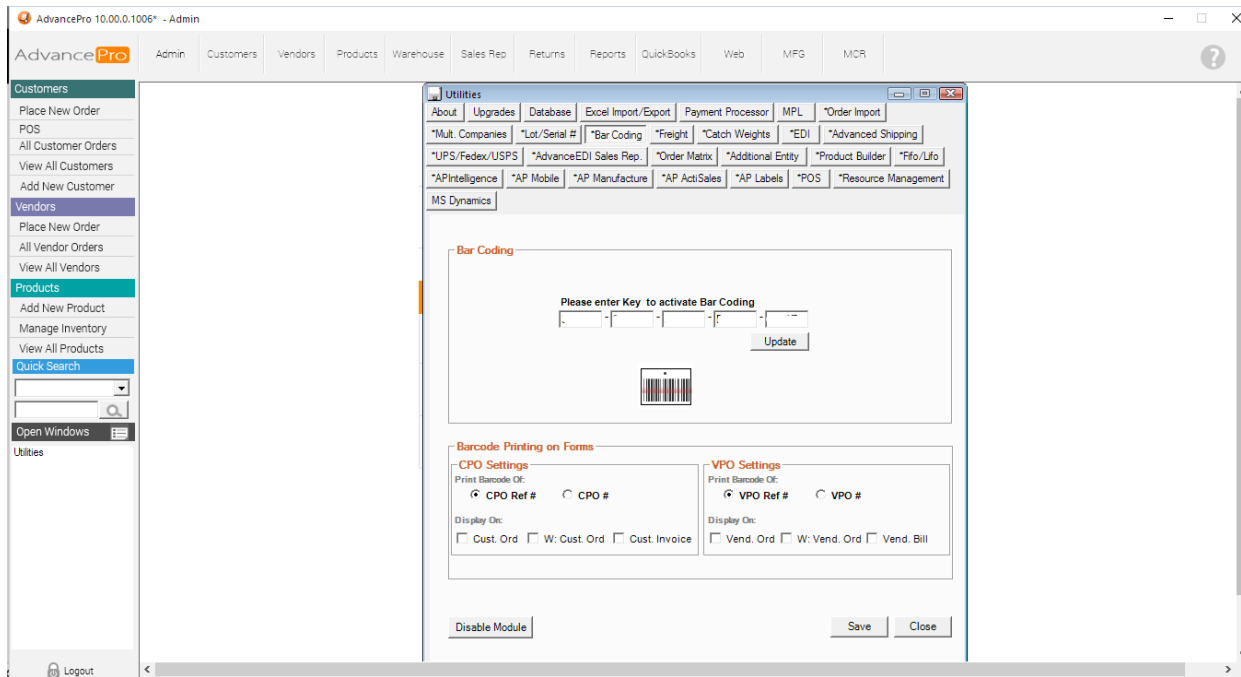 AdvancePro 10.00.0.1006* - Admin
AdvancePro
Admin Customers Vendors Products Warehouse Sales Rep Returns Reports QuickBooks Web MFG MCR
?
Customers
Place New Order
POS
All Customer Orders
View All Customers
Add New Customer
Vendors
Place New Order
All Vendor Orders
View All Vendors
Products
Add New Product
Manage Inventory
View All Products
Quick Search
Open Windows
Utilities
Logout
Utilities
About Upgrades Database Excel Import/Export Payment Processor MPL *Order Import
*Mult. Companies *Lot/Serial # *Bar Coding *Freight *Catch Weights *EDI *Advanced Shipping
*UPS/Fedex/USPS *AdvanceEDI Sales Rep. *Order Matrix *Additional Entity *Product Builder *Fifo/Lifo
*APIntelligence *AP Mobile *AP Manufacture *AP ActiSales *AP Labels *POS *Resource Management
MS Dynamics
Bar Coding
Please enter Key to activate Bar Coding
- - - -
Update
Barcode Printing on Forms
CPO Settings
Print Barcode Of:
CPO Ref # CPO #
Display On:
Cust. Ord W: Cust. Ord Cust. Invoice
VPO Settings
Print Barcode Of:
VPO Ref # VPO #
Display On:
Vend. Ord W: Vend. Ord Vend. Bill
Disable Module Save Close